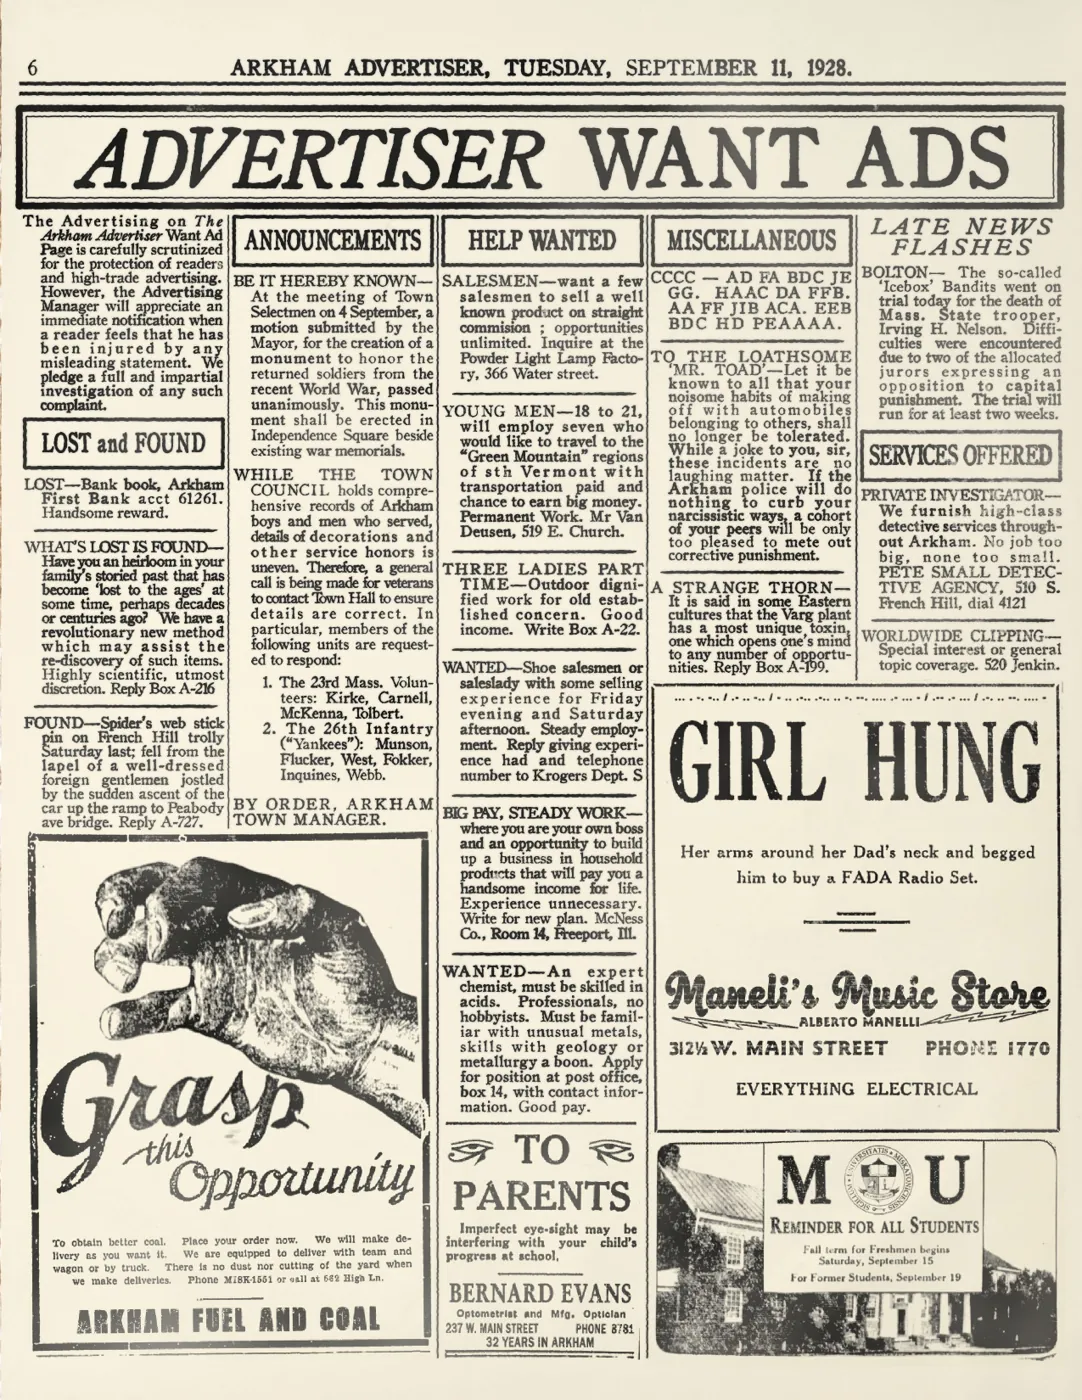 6
ARKHAM ADVERTISER, TUESDAY, SEPTEMBER 11, 1928.
ADVERTISER WANT ADS
The Advertising on The
Arkham Advertiser Want Ad
Page is carefully scrutinized
for the protection of readers
and high-trade advertising.
However, the Advertising
Manager will appreciate an
immediate notification when
a reader feels that he has
been injured by any
misleading statement. We
pledge a full and impartial
investigation of any such
complaint.
LOST and FOUND
LOST—Bank book, Arkham
First Bank acct 61261.
Handsome reward.
WHAT'S LOST IS FOUND—
Have you an heirloom in your
family's storied past that has
become 'lost to the ages' at
some time, perhaps decades
or centuries ago? We have a
revolutionary new method
which may assist the
re-discovery of such items.
Highly scientific, utmost
discretion. Reply Box A-216
FOUND—Spider's web stick
pin on French Hill trolly
Saturday last; fell from the
lapel of a well-dressed
foreign gentlemen jostled
by the sudden ascent of the
car up the ramp to Peabody
ave bridge. Reply A-727.
ANNOUNCEMENTS
BE IT HEREBY KNOWN—
At the meeting of Town
Selectmen on 4 September, a
motion submitted by the
Mayor, for the creation of a
monument to honor the
returned soldiers from the
recent World War, passed
unanimously. This monu-
ment shall be erected in
Independence Square beside
existing war memorials.
WHILE THE TOWN
COUNCIL holds compre-
hensive records of Arkham
boys and men who served,
details of decorations and
other service honors is
uneven. Therefore, a general
call is being made for veterans
to contact Town Hall to ensure
details are correct. In
particular, members of the
following units are request-
ed to respond:
1. The 23rd Mass. Volun-
teers: Kirke, Carnell,
McKenna, Tolbert.
2. The 26th Infantry
("Yankees"): Munson,
Flucker, West, Fokker,
Inquines, Webb.
BY ORDER, ARKHAM
TOWN MANAGER.
Grasp
this
Opportunity
To obtain better coal. Place your order now. We will make de-
livery as you want it. We are equipped to deliver with team and
wagon or by truck. There is no dust nor cutting of the yard when
we make deliveries. Phone MISK-1551 or call at 582 High Ln.
ARKHAM FUEL AND COAL
HELP WANTED
SALESMEN—want a few
salesmen to sell a well
known product on straight
commision ; opportunities
unlimited. Inquire at the
Powder Light Lamp Facto-
ry, 366 Water street.
YOUNG MEN—18 to 21,
will employ seven who
would like to travel to the
"Green Mountain" regions
of sth Vermont with
transportation paid and
chance to earn big money.
Permanent Work. Mr Van
Deusen, 519 E. Church.
THREE LADIES PART
TIME—Outdoor digni-
fied work for old estab-
lished concern. Good
income. Write Box A-22.
WANTED—Shoe salesmen or
saleslady with some selling
experience for Friday
evening and Saturday
afternoon. Steady employ-
ment. Reply giving experi-
ence had and telephone
number to Krogers Dept. S
BIG PAY, STEADY WORK—
where you are your own boss
and an opportunity to build
up a business in household
products that will pay you a
handsome income for life.
Experience unnecessary.
Write for new plan. McNess
Co., Room 14, Freeport, Ill.
WANTED—An expert
chemist, must be skilled in
acids. Professionals, no
hobbyists. Must be famil-
iar with unusual metals,
skills with geology or
metallurgy a boon. Apply
for position at post office,
box 14, with contact infor-
mation. Good pay.
TO
PARENTS
Imperfect eye-sight may be
interfering with your child's
progress at school.
BERNARD EVANS
Optometrist and Mfg. Optician
237 W. MAIN STREET PHONE 8781
32 YEARS IN ARKHAM
MISCELLANEOUS
CCCC — AD FA BDC JE
GG. HAAC DA FFB.
AA FF JIB ACA. EEB
BDC HD PEAAAA.
TO THE LOATHSOME
'MR. TOAD'—Let it be
known to all that your
noisome habits of making
off with automobiles
belonging to others, shall
no longer be tolerated.
While a joke to you, sir,
these incidents are no
laughing matter. If the
Arkham police will do
nothing to curb your
narcissistic ways, a cohort
of your peers will be only
too pleased to mete out
corrective punishment.
A STRANGE THORN—
It is said in some Eastern
cultures that the Varg plant
has a most unique toxin,
one which opens one's mind
to any number of opportu-
nities. Reply Box A-199.
LATE NEWS
FLASHES
BOLTON— The so-called
'Icebox' Bandits went on
trial today for the death of
Mass. State trooper,
Irving H. Nelson. Diffi-
culties were encountered
due to two of the allocated
jurors expressing an
opposition to capital
punishment. The trial will
run for at least two weeks.
SERVICES OFFERED
PRIVATE INVESTIGATOR—
We furnish high-class
detective services through-
out Arkham. No job too
big, none too small.
PETE SMALL DETEC-
TIVE AGENCY, 510 S.
French Hill, dial 4121
WORLDWIDE CLIPPING—
Special interest or general
topic coverage. 520 Jenkin.
GIRL HUNG
Her arms around her Dad's neck and begged
him to buy a FADA Radio Set.
Maneli's Music Store
ALBERTO MANELLI
312½ W. MAIN STREET PHONE 1770
EVERYTHING ELECTRICAL
M U
REMINDER FOR ALL STUDENTS
Fall term for Freshmen begins
Saturday, September 15
For Former Students, September 19